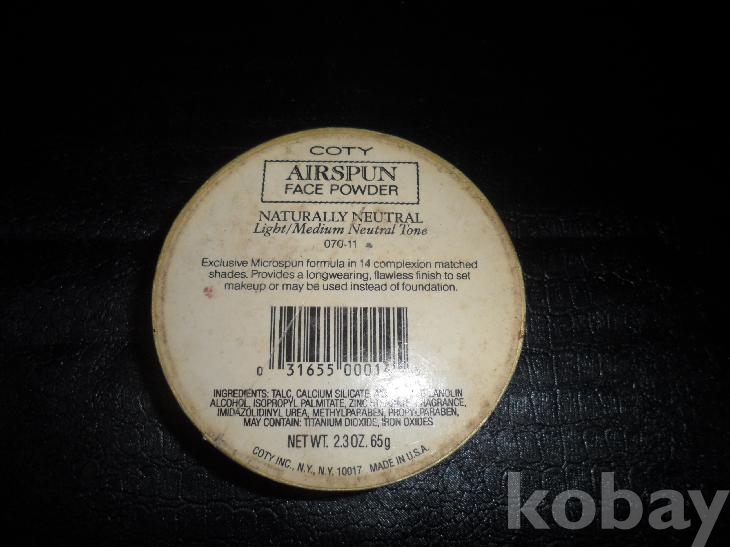 COTY
AIRSPUN
FACE POWDER
NATURALLY NEUTRAL
Light/Medium Neutral Tone
070-11
Exclusive Microspun formula in 14 complexion matched
shades. Provides a longwearing, flawless finish to set
makeup or may be used instead of foundation.
0 31655 0001
INGREDIENTS: TALC, CALCIUM SILICATE, LANOLIN
ALCOHOL, ISOPROPYL PALMITATE, ZINC FRAGRANCE,
IMIDAZOLIDINYL UREA, METHYLPARABEN, PROPYLPARABEN,
MAY CONTAIN: TITANIUM DIOXIDE, IRON OXIDES
NET WT. 2.3 OZ. 65g
COTY INC., N.Y., N.Y. 10017 MADE IN U.S.A.
kobay